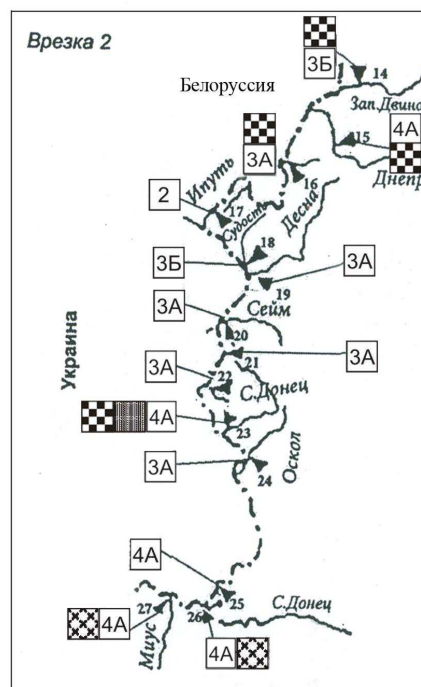 Врезка 2
3Б
14
Белоруссия
Зап.Двина
15
4А
3А
Днепр
16
2
Ипуть
17
Судость
Десна
18
3Б
3А
19
Сейм
3А
20
Украина
21
3А
3А
22
С.Донец
4А
23
Оскол
3А
24
4А
25
27
4А
26
С.Донец
Миус
4А